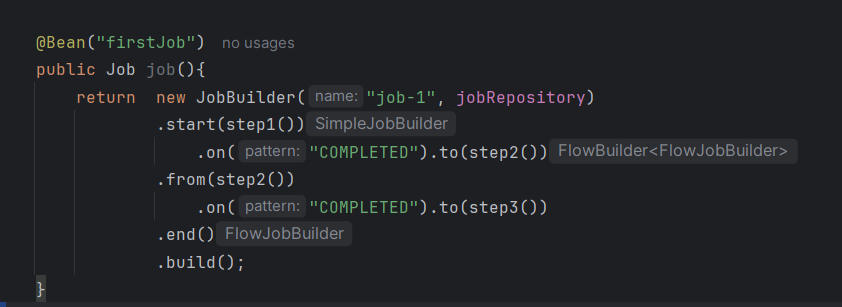 @Bean("firstJob") no usages
public Job job(){
return new JobBuilder( name: "job-1", jobRepository)
.start(step1()) SimpleJobBuilder
.on( pattern: "COMPLETED").to(step2()) FlowBuilder<FlowJobBuilder>
.from(step2())
.on( pattern: "COMPLETED").to(step3())
.end() FlowJobBuilder
.build();
}